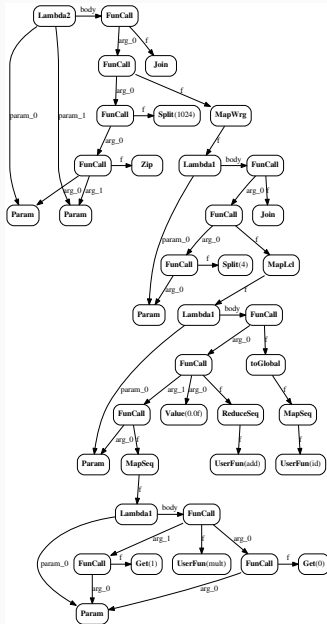 Lambda2 body FunCall
arg_0 f
FunCall Join
param_0 param_1 arg_0 f
FunCall f Split(1024) MapWrg
arg_0 f
FunCall f Zip Lambda1 body FunCall
arg_0 arg_1 arg_0 f
Param Param FunCall Join
param_0 arg_0 f
FunCall f Split(4) MapLcl
arg_0 f
Param Lambda1 body FunCall
arg_0 f
FunCall toGlobal
param_0 arg_1 arg_0 f f
FunCall Value(0.0f) ReduceSeq MapSeq
arg_0 f f f
Param MapSeq UserFun(add) UserFun(id)
f
Lambda1 body FunCall
arg_1 f arg_0
param_0 FunCall f Get(1) UserFun(mult) FunCall f Get(0)
arg_0 arg_0
Param